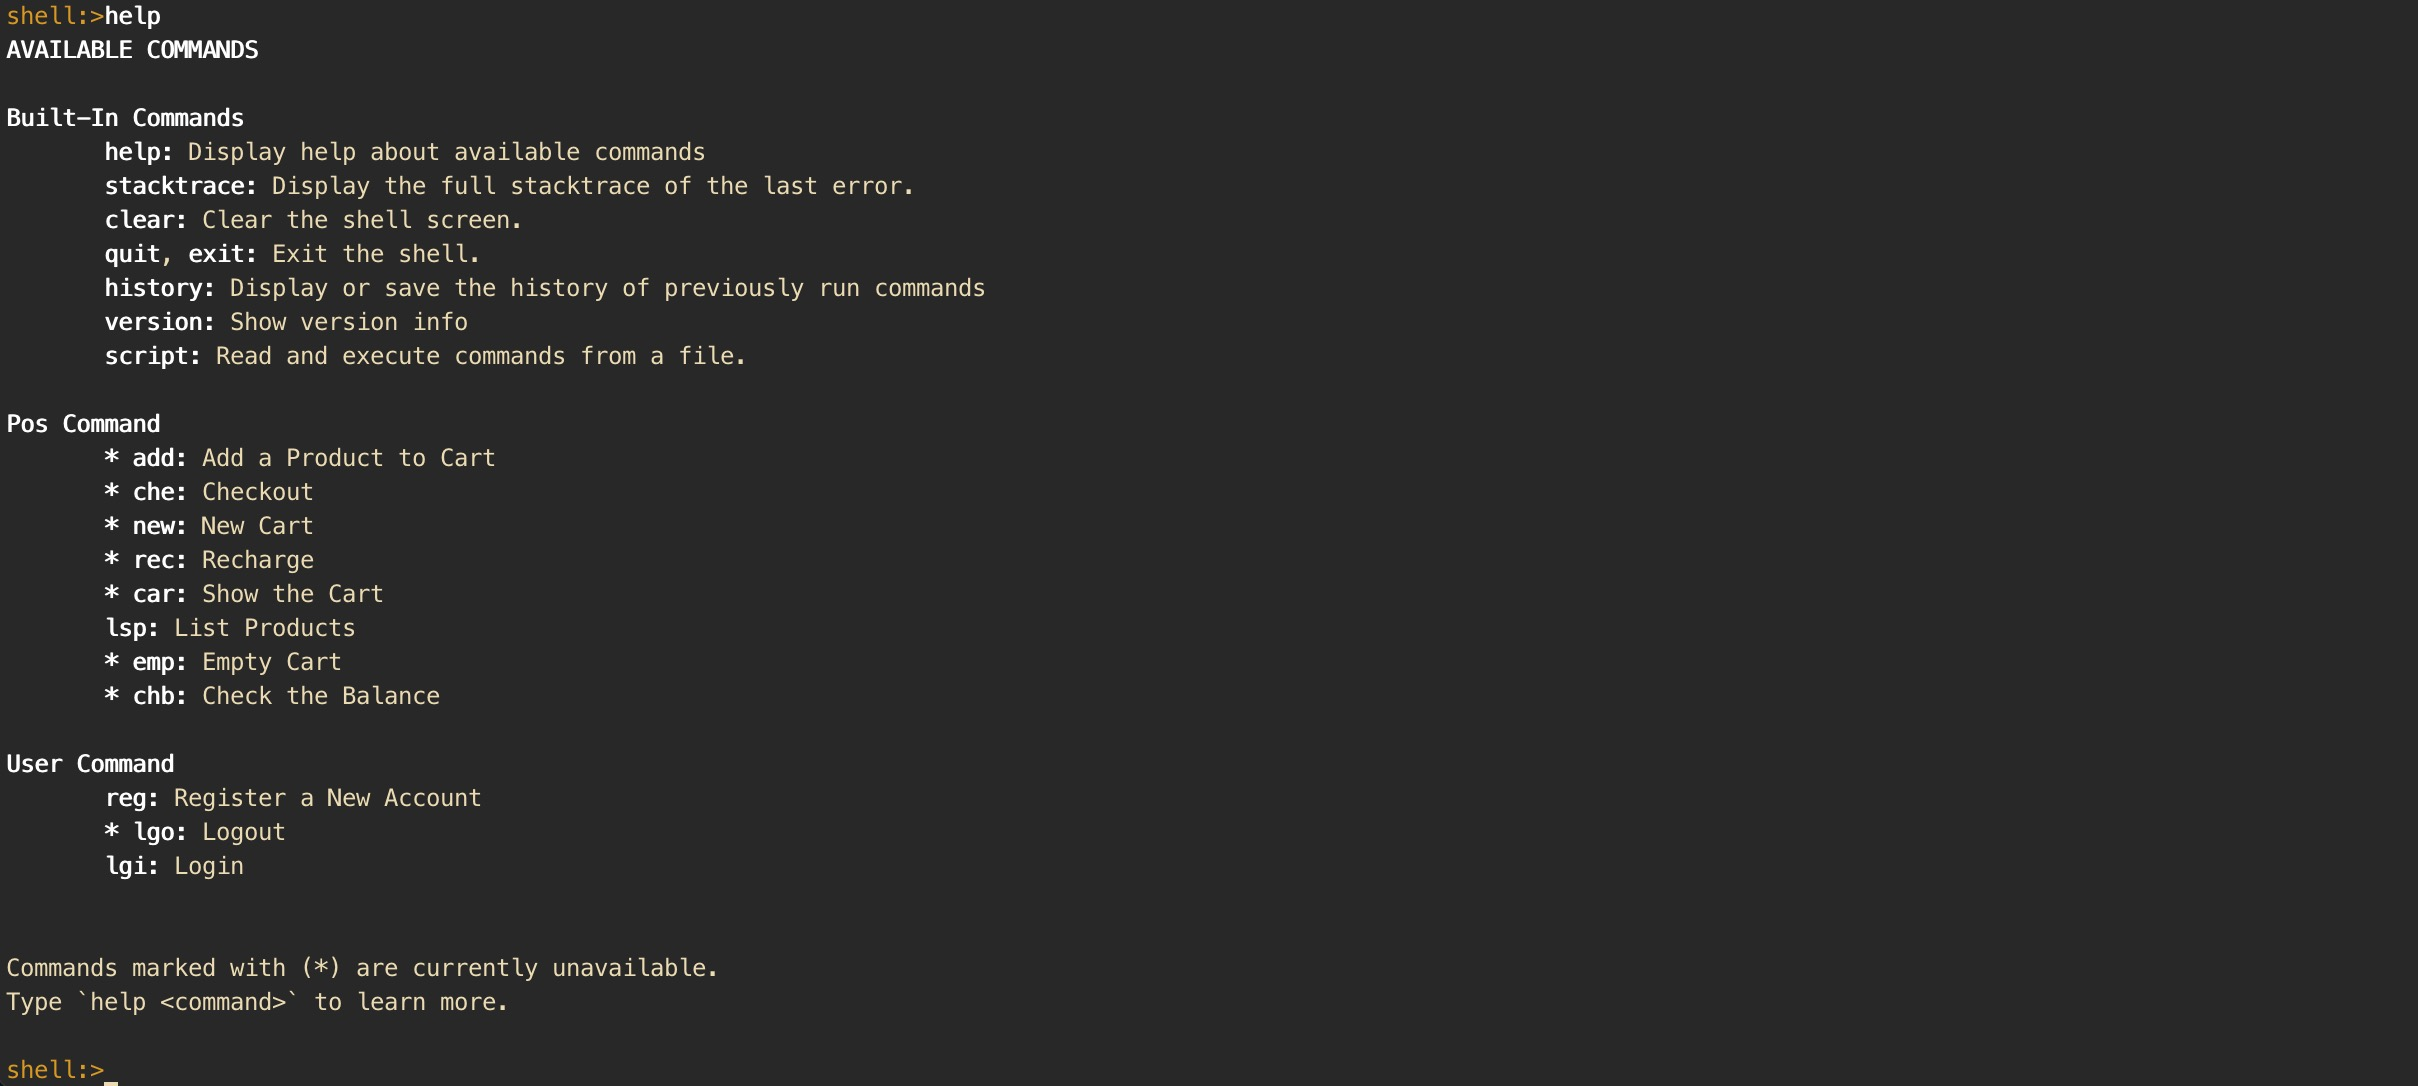 shell:>help
AVAILABLE COMMANDS
Built-In Commands
help: Display help about available commands
stacktrace: Display the full stacktrace of the last error.
clear: Clear the shell screen.
quit, exit: Exit the shell.
history: Display or save the history of previously run commands
version: Show version info
script: Read and execute commands from a file.
Pos Command
* add: Add a Product to Cart
* che: Checkout
* new: New Cart
* rec: Recharge
* car: Show the Cart
lsp: List Products
* emp: Empty Cart
* chb: Check the Balance
User Command
reg: Register a New Account
* lgo: Logout
lgi: Login
Commands marked with (*) are currently unavailable.
Type `help <command>` to learn more.
shell:>